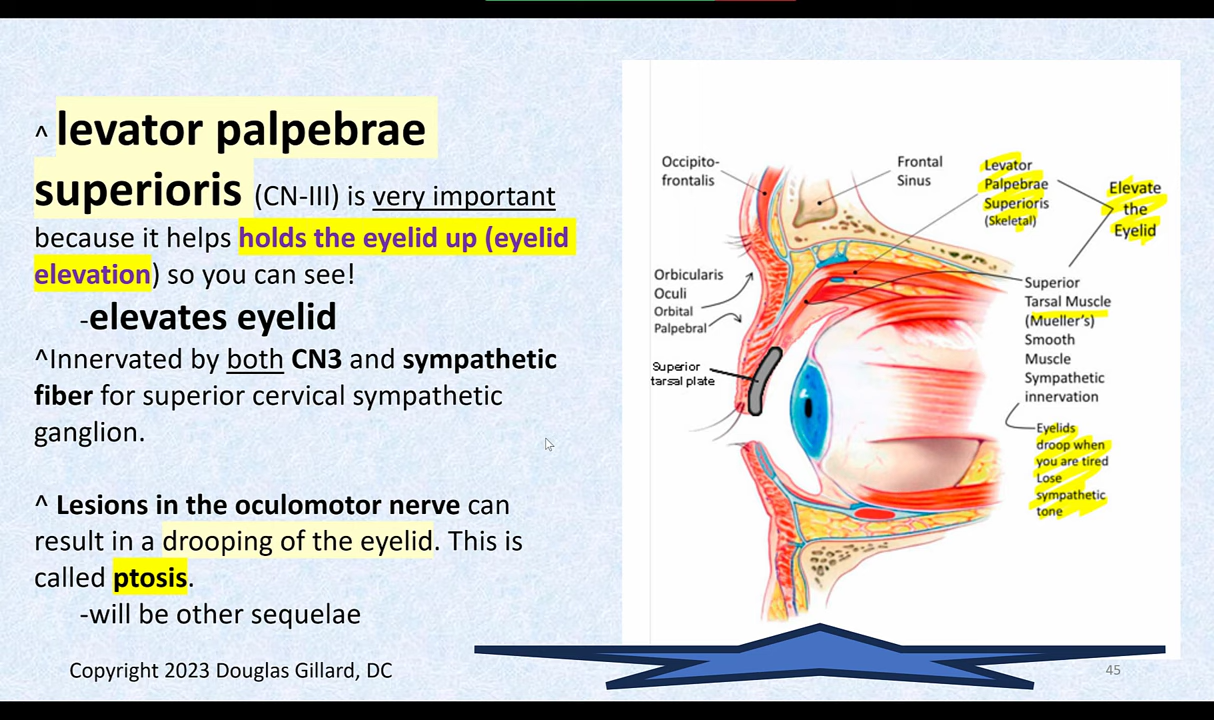 ^ levator palpebrae
superioris (CN-III) is very important
because it helps holds the eyelid up (eyelid
elevation) so you can see!
-elevates eyelid
^Innervated by both CN3 and sympathetic
fiber for superior cervical sympathetic
ganglion.
^ Lesions in the oculomotor nerve can
result in a drooping of the eyelid. This is
called ptosis.
-will be other sequelae
Copyright 2023 Douglas Gillard, DC
Occipito-
frontalis
Frontal
Sinus
Levator
Palpebrae
Superioris
(Skeletal)
Elevate
the
Eyelid
Orbicularis
Oculi
Orbital
Palpebral
Superior
tarsal plate
Superior
Tarsal Muscle
(Mueller's)
Smooth
Muscle
Sympathetic
innervation
Eyelids
droop when
you are tired
Lose
sympathetic
tone
45